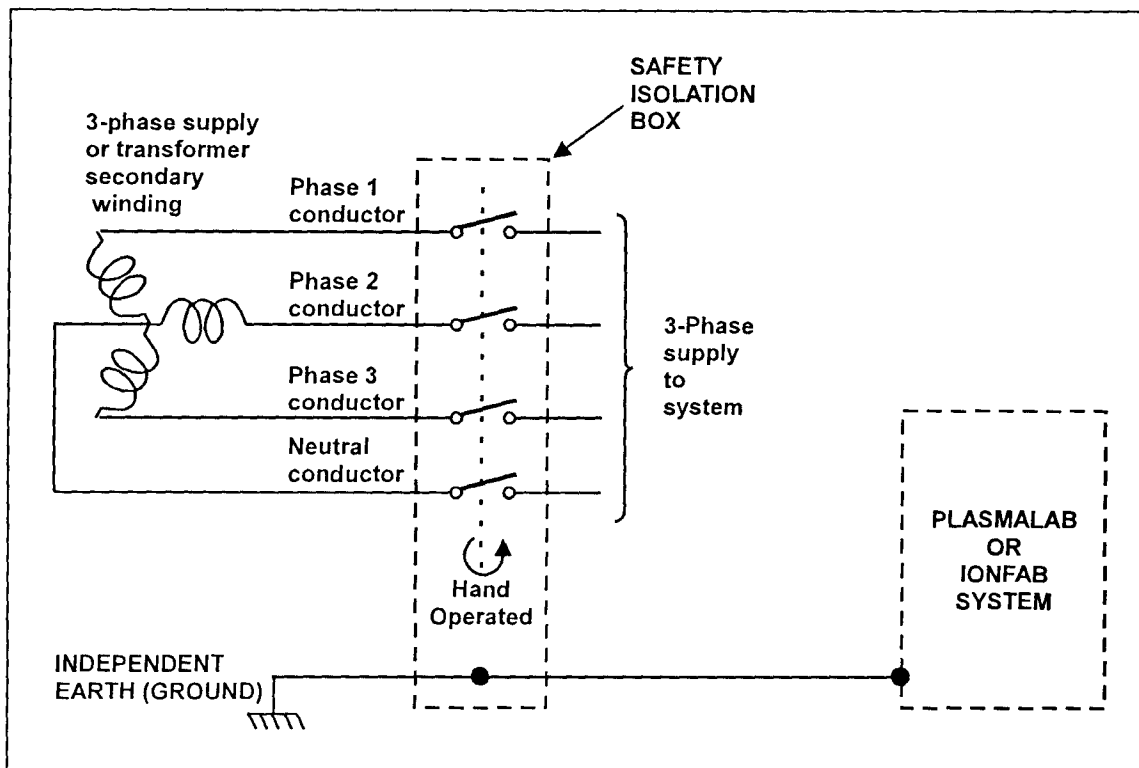 SAFETY
ISOLATION
BOX
3-phase supply
or transformer
secondary
winding
Phase 1
conductor
Phase 2
conductor
Phase 3
conductor
Neutral
conductor
3-Phase
supply
to
system
Hand
Operated
PLASMALAB
OR
IONFAB
SYSTEM
INDEPENDENT
EARTH (GROUND)